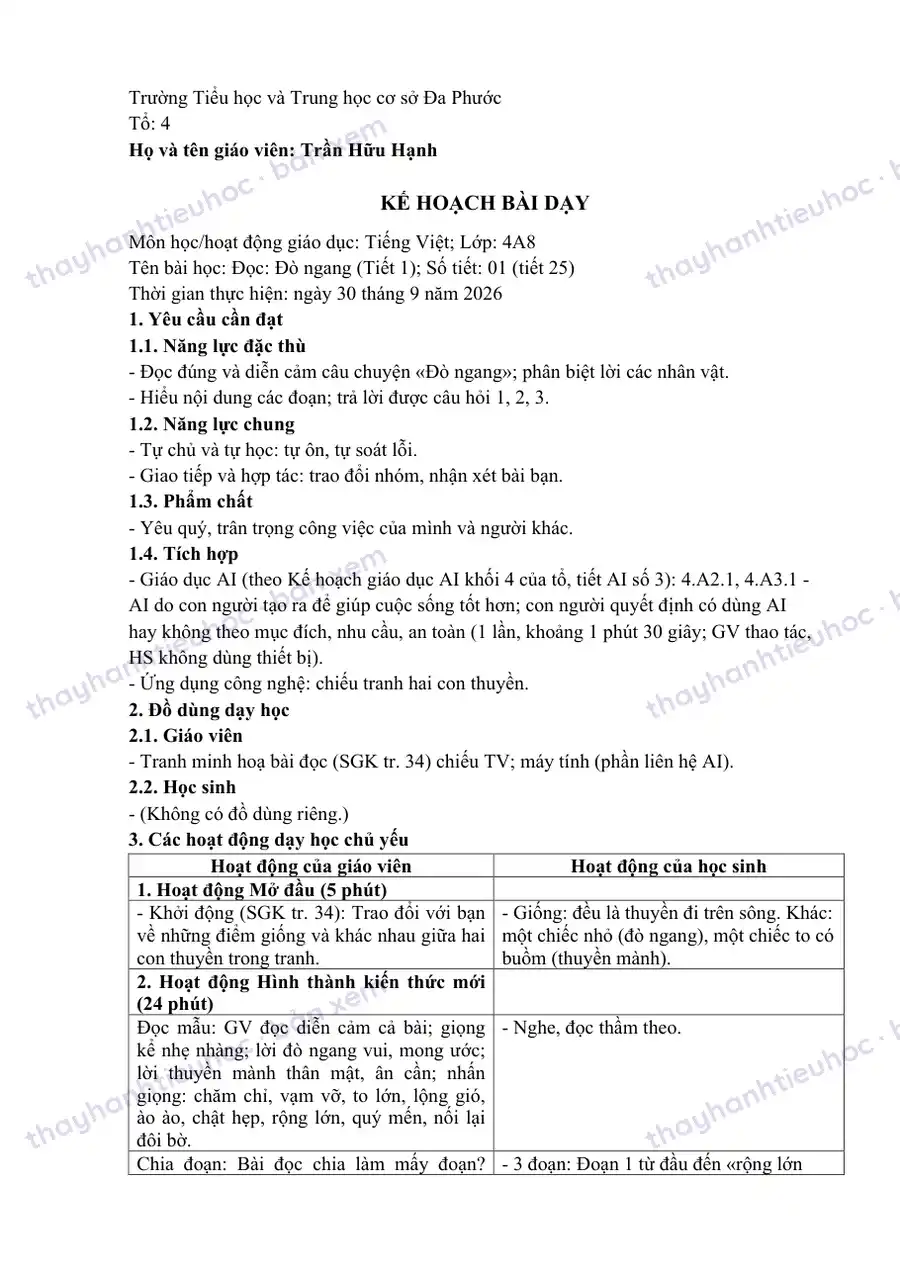 Trường Tiểu học và Trung học cơ sở Đa Phước
Tổ: 4
Họ và tên giáo viên: Trần Hữu Hạnh
KẾ HOẠCH BÀI DẠY
Môn học/hoạt động giáo dục: Tiếng Việt; Lớp: 4A8
Tên bài học: Đọc: Đò ngang (Tiết 1); Số tiết: 01 (tiết 25)
Thời gian thực hiện: ngày 30 tháng 9 năm 2026
1. Yêu cầu cần đạt
1.1. Năng lực đặc thù
- Đọc đúng và diễn cảm câu chuyện «Đò ngang»; phân biệt lời các nhân vật.
- Hiểu nội dung các đoạn; trả lời được câu hỏi 1, 2, 3.
1.2. Năng lực chung
- Tự chủ và tự học: tự ôn, tự soát lỗi.
- Giao tiếp và hợp tác: trao đổi nhóm, nhận xét bài bạn.
1.3. Phẩm chất
- Yêu quý, trân trọng công việc của mình và người khác.
1.4. Tích hợp
- Giáo dục AI (theo Kế hoạch giáo dục AI khối 4 của tổ, tiết AI số 3): 4.A2.1, 4.A3.1 -
AI do con người tạo ra để giúp cuộc sống tốt hơn; con người quyết định có dùng AI
hay không theo mục đích, nhu cầu, an toàn (1 lần, khoảng 1 phút 30 giây; GV thao tác,
HS không dùng thiết bị).
- Ứng dụng công nghệ: chiếu tranh hai con thuyền.
2. Đồ dùng dạy học
2.1. Giáo viên
- Tranh minh hoạ bài đọc (SGK tr. 34) chiếu TV; máy tính (phần liên hệ AI).
2.2. Học sinh
- (Không có đồ dùng riêng.)
3. Các hoạt động dạy học chủ yếu
Hoạt động của giáo viên
Hoạt động của học sinh
1. Hoạt động Mở đầu (5 phút)
- Khởi động (SGK tr. 34): Trao đổi với bạn
về những điểm giống và khác nhau giữa hai
con thuyền trong tranh.
- Giống: đều là thuyền đi trên sông. Khác:
một chiếc nhỏ (đò ngang), một chiếc to có
buồm (thuyền mành).
2. Hoạt động Hình thành kiến thức mới
(24 phút)
Đọc mẫu: GV đọc diễn cảm cả bài; giọng
kể nhẹ nhàng; lời đò ngang vui, mong ước;
lời thuyền mành thân mật, ân cần; nhấn
giọng: chăm chỉ, vạm vỡ, to lớn, lộng gió,
ào ào, chật hẹp, rộng lớn, quý mến, nối lại
đôi bờ.
- Nghe, đọc thầm theo.
Chia đoạn: Bài đọc chia làm mấy đoạn?
- 3 đoạn: Đoạn 1 từ đầu đến «rộng lớn
thayhanhtieuhoc · bản xem
thayhanhtieuhoc · b
thayhanhtieuhoc · bản xem
thayhanhtieuhoc · b
thayhanhtieuhoc · bản xem
thayhanhtieuhoc · b